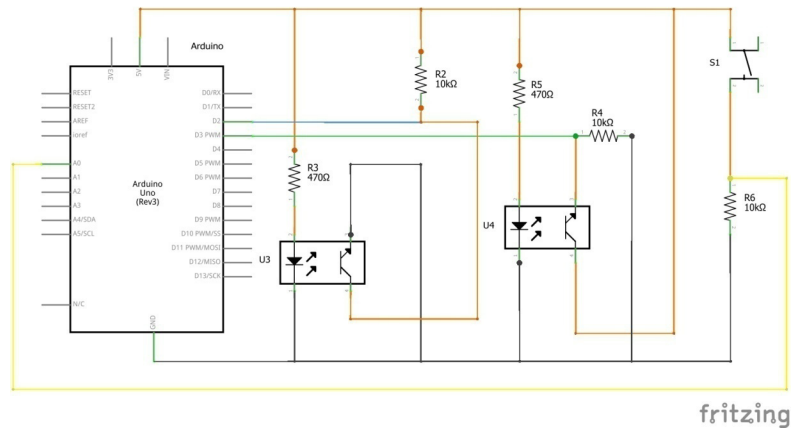 Arduino
3V3
5V
VIN
RESET
RESET2
AREF
ioref
A0
A1
A2
A3
A4/SDA
A5/SCL
N/C
GND
Arduino
Uno
(Rev3)
D0/RX
D1/TX
D2
D3 PWM
D4
D5 PWM
D6 PWM
D7
D8
D9 PWM
D10 PWM/SS
D11 PWM/MOSI
D12/MISO
D13/SCK
R3
470Ω
U3
R2
10kΩ
R5
470Ω
R4
10kΩ
U4
S1
R6
10kΩ
fritzing